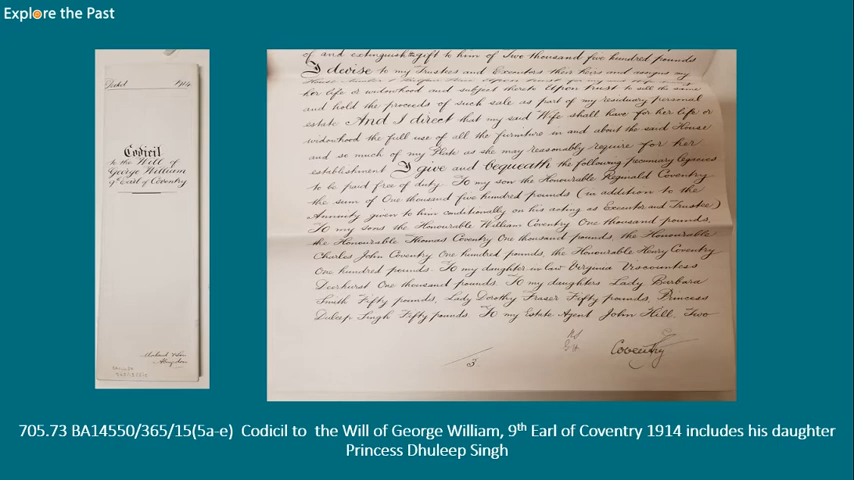 Explore the Past
1914
Codicil
to the Will of
George William
9th Earl of Coventry
of and extinguish gift to him of Two thousand five hundred pounds
I devise to my Trustees and Executors their heirs and assigns my
her life or widowhood and subject thereto Upon trust to sell the same
and hold the proceeds of such sale as part of my residuary personal
estate And I direct that my said Wife shall have for her life or
widowhood the full use of all the furniture in and about the said House
and so much of my Plate as she may reasonably require for her
establishment I give and bequeath the following pecuniary legacies
to be paid free of duty. To my son the Honourable Reginald Coventry
the sum of One thousand five hundred pounds (in addition to the
Annuity given to him conditionally on his acting as Executor and Trustee)
To my sons the Honourable William Coventry One thousand pounds,
the Honourable Thomas Coventry One thousand pounds, the Honourable
Charles John Coventry One hundred pounds, the Honourable Henry Coventry
One hundred pounds. To my daughter in law Virginia Viscountess
Deerhurst One thousand pounds. To my daughters Lady Barbara
Smith Fifty pounds, Lady Dorothy Fraser Fifty pounds, Princess
Duleep Singh Fifty pounds. To my Estate Agent John Hill Two
Coventry
3
705.73 BA14550/365/15(5a-e) Codicil to the Will of George William, 9th Earl of Coventry 1914 includes his daughter
Princess Dhuleep Singh